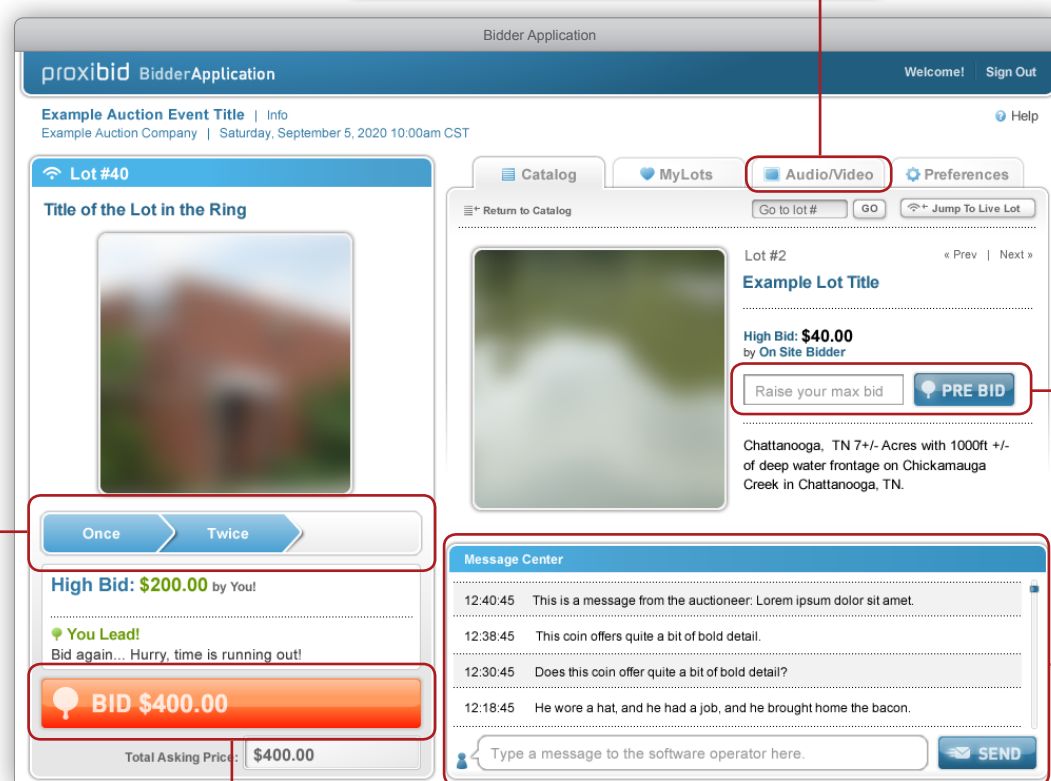 Bidder Application
proxibid BidderApplication
Welcome! Sign Out
Example Auction Event Title | Info
Help
Example Auction Company | Saturday, September 5, 2020 10:00am CST
Lot #40
Title of the Lot in the Ring
Once Twice
High Bid: $200.00 by You!
You Lead!
Bid again... Hurry, time is running out!
BID $400.00
Total Asking Price: $400.00
Catalog MyLots Audio/Video Preferences
Return to Catalog Go to lot # GO Jump To Live Lot
Lot #2 « Prev | Next »
Example Lot Title
High Bid: $40.00
by On Site Bidder
Raise your max bid PRE BID
Chattanooga, TN 7+/- Acres with 1000ft +/-
of deep water frontage on Chickamauga
Creek in Chattanooga, TN.
Message Center
12:40:45 This is a message from the auctioneer: Lorem ipsum dolor sit amet.
12:38:45 This coin offers quite a bit of bold detail.
12:30:45 Does this coin offer quite a bit of bold detail?
12:18:45 He wore a hat, and he had a job, and he brought home the bacon.
Type a message to the software operator here. SEND